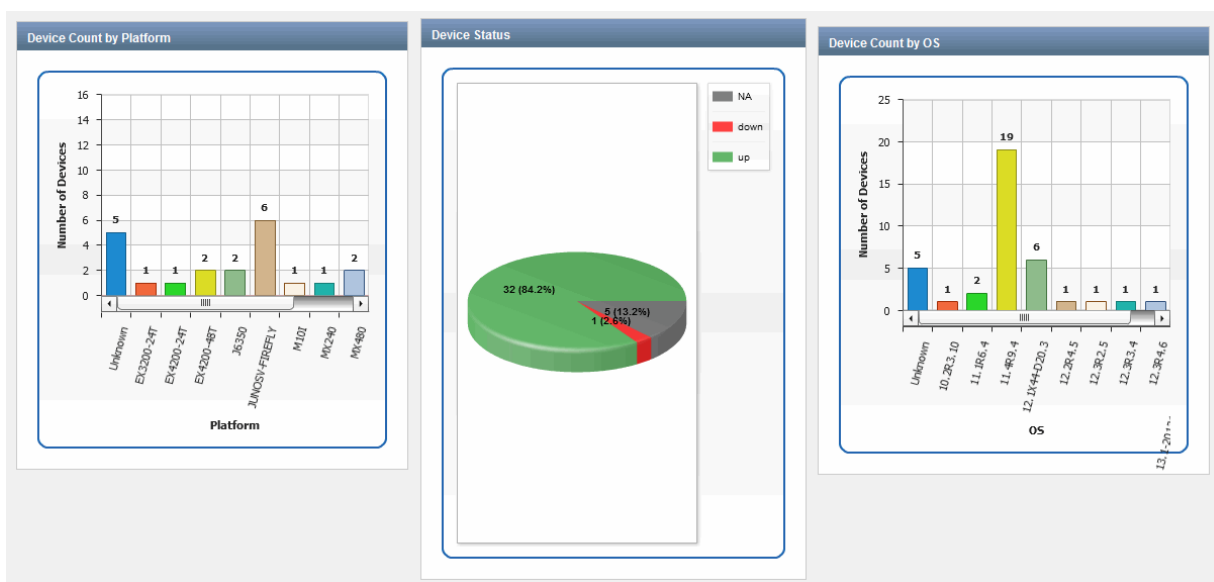 Device Count by Platform
16
14
12
10
8
6
4
2
0
Number of Devices
5
1
1
2
2
6
1
1
2
Unknown
EX3200-24T
EX4200-24T
EX4200-48T
J6350
JUNOSV-FIREFLY
M10I
MX240
MX480
Platform
Device Status
NA
down
up
32 (84.2%)
5 (13.2%)
1 (2.6%)
Device Count by OS
25
20
15
10
5
0
Number of Devices
5
1
2
19
6
1
1
1
1
Unknown
10.2R3.10
11.1R6.4
11.4R9.4
12.1X44-D20.3
12.2R4.5
12.3R2.5
12.3R3.4
12.3R4.6
OS